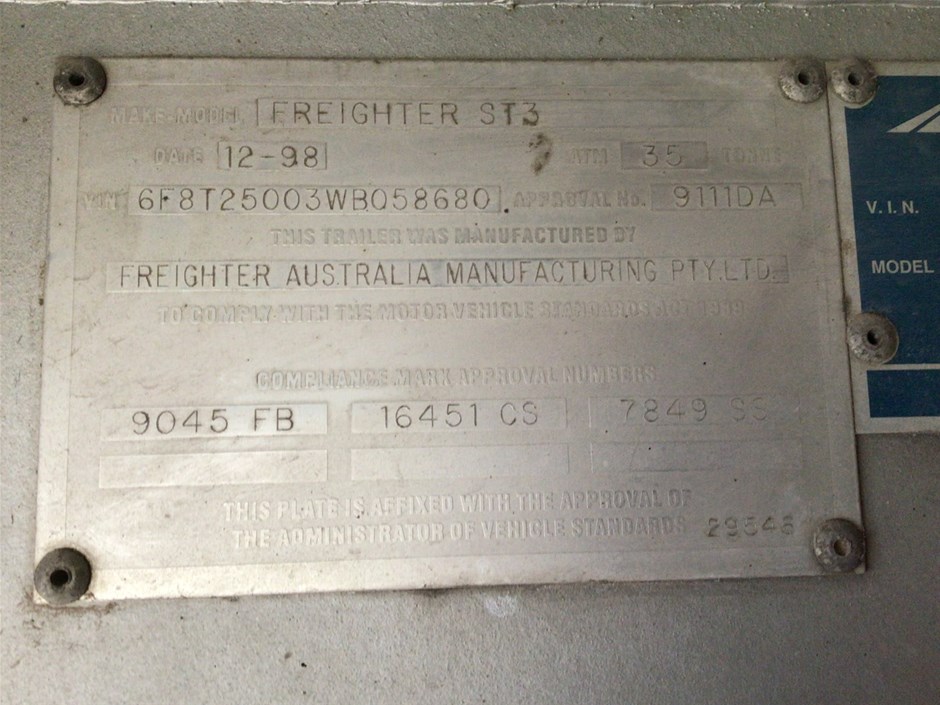 MAKE-MODEL FREIGHTER ST3
DATE 12-98 ATM 35 TONNE
VIN 6F8T25003WB058680. APPROVAL No. 9111DA
THIS TRAILER WAS MANUFACTURED BY
FREIGHTER AUSTRALIA MANUFACTURING PTY.LTD.
TO COMPLY WITH THE MOTOR VEHICLE STANDARDS ACT 1989
COMPLIANCE MARK APPROVAL NUMBERS
9045 FB 16451 CS 7849 SS
THIS PLATE IS AFFIXED WITH THE APPROVAL OF
THE ADMINISTRATOR OF VEHICLE STANDARDS 29548
V.I.N.
MODEL